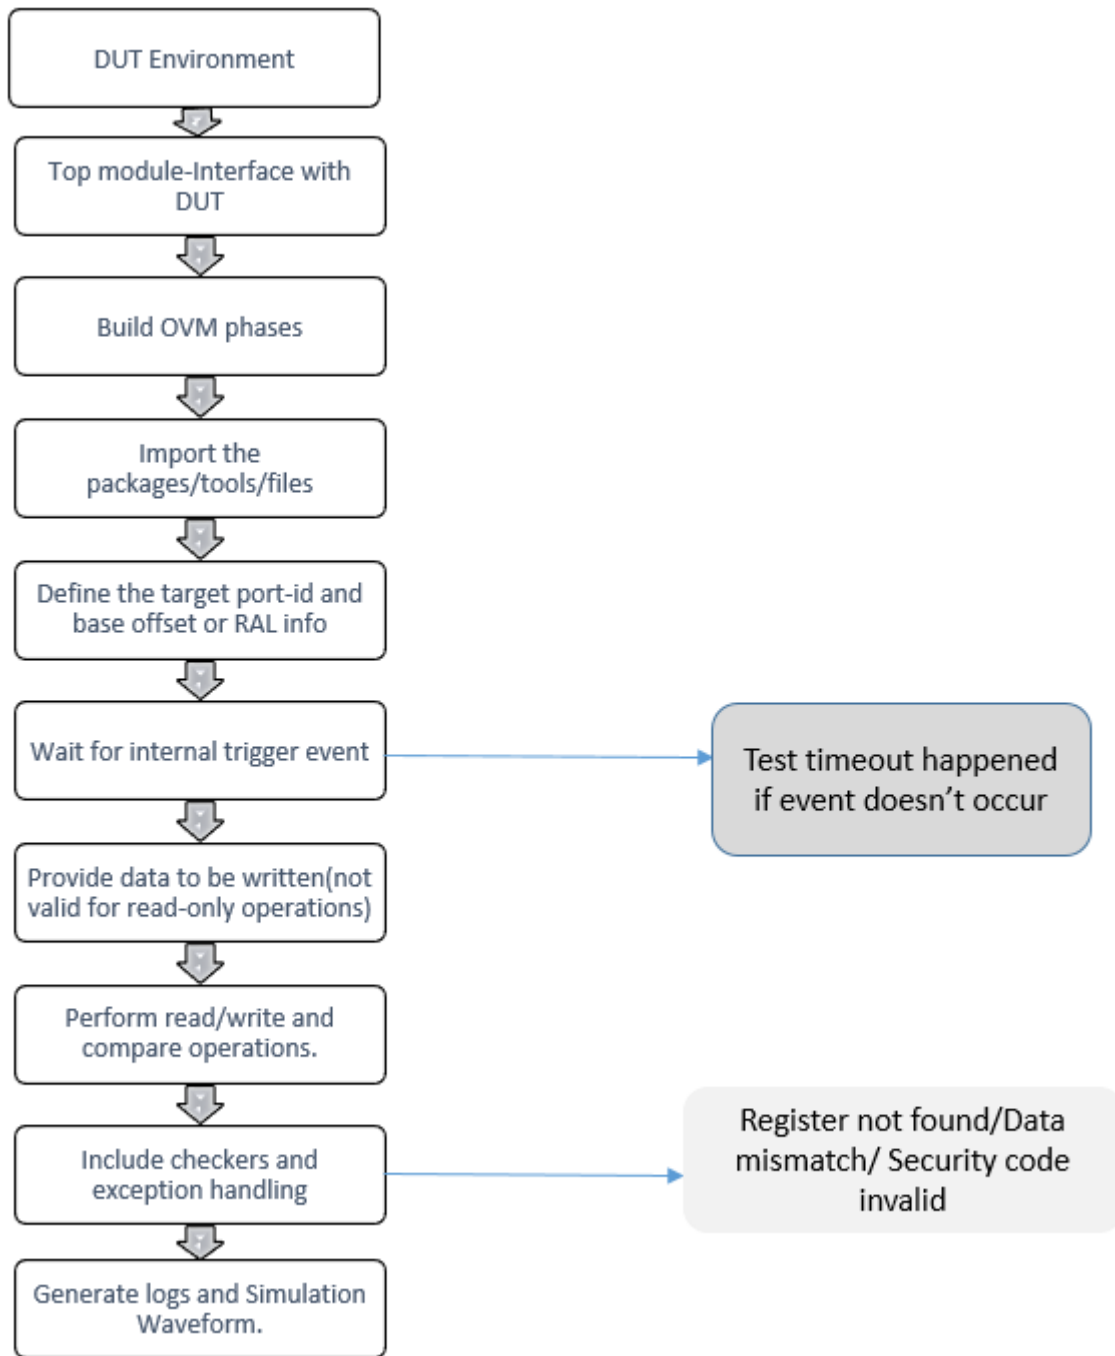 DUT Environment
Top module-Interface with
DUT
Build OVM phases
Import the
packages/tools/files
Define the target port-id and
base offset or RAL info
Wait for internal trigger event
Test timeout happened
if event doesn’t occur
Provide data to be written(not
valid for read-only operations)
Perform read/write and
compare operations.
Include checkers and
exception handling
Register not found/Data
mismatch/ Security code
invalid
Generate logs and Simulation
Waveform.